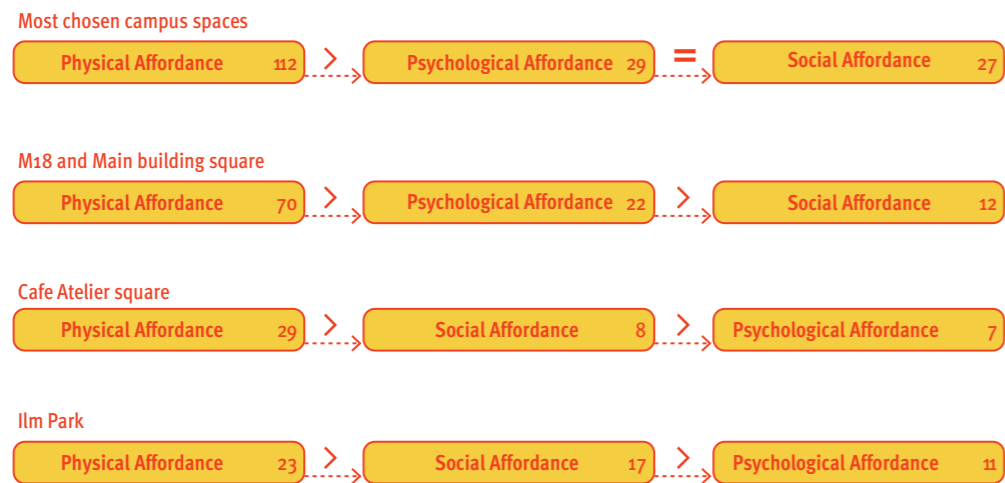 Most chosen campus spaces
Physical Affordance 112 > Psychological Affordance 29 = Social Affordance 27
M18 and Main building square
Physical Affordance 70 > Psychological Affordance 22 > Social Affordance 12
Cafe Atelier square
Physical Affordance 29 > Social Affordance 8 > Psychological Affordance 7
Ilm Park
Physical Affordance 23 > Social Affordance 17 > Psychological Affordance 11